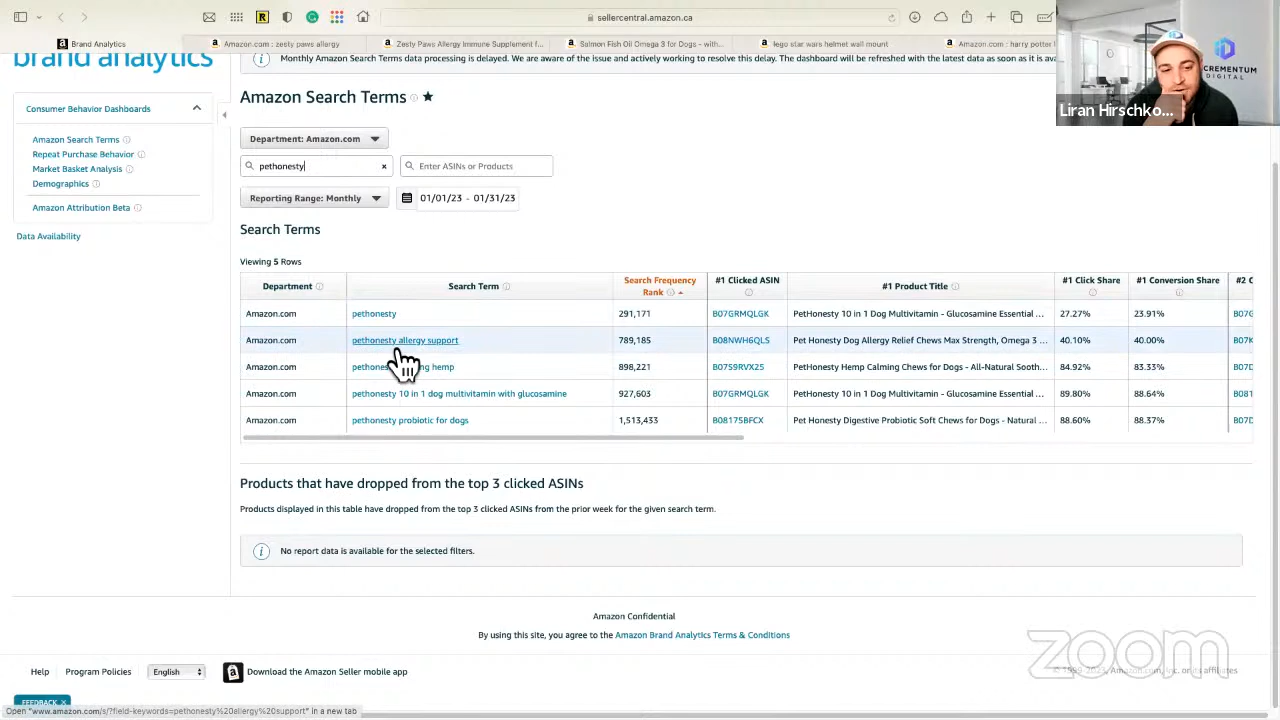 sellercentral.amazon.ca
Brand Analytics
Amazon.com : zesty paws allergy
Zesty Paws Allergy Immune Supplement f...
Salmon Fish Oil Omega 3 for Dogs - with...
lego star wars helmet wall mount
Amazon.com : harry potter l
brand analytics
Monthly Amazon Search Terms data processing is delayed. We are aware of the issue and actively working to resolve this delay. The dashboard will be refreshed with the latest data as soon as it is ava
CREMENTUM
DIGITAL
Liran Hirschko...
Consumer Behavior Dashboards
Amazon Search Terms
Repeat Purchase Behavior
Market Basket Analysis
Demographics
Amazon Attribution Beta
Data Availability
Amazon Search Terms
Department: Amazon.com
pethonesty
Enter ASINs or Products
Reporting Range: Monthly
01/01/23 - 01/31/23
Search Terms
Viewing 5 Rows
Department Search Term Search Frequency Rank #1 Clicked ASIN #1 Product Title #1 Click Share #1 Conversion Share #2 C
Amazon.com pethonesty 291,171 B07GRMQLGK PetHonesty 10 in 1 Dog Multivitamin - Glucosamine Essential ... 27.27% 23.91% B07G
Amazon.com pethonesty allergy support 789,185 B08NWH6QLS Pet Honesty Dog Allergy Relief Chews Max Strength, Omega 3 ... 40.10% 40.00% B07K
Amazon.com pethones ng hemp 898,221 B07S9RVX25 PetHonesty Hemp Calming Chews for Dogs - All-Natural Sooth... 84.92% 83.33% B07D
Amazon.com pethonesty 10 in 1 dog multivitamin with glucosamine 927,603 B07GRMQLGK PetHonesty 10 in 1 Dog Multivitamin - Glucosamine Essential ... 89.80% 88.64% B081
Amazon.com pethonesty probiotic for dogs 1,513,433 B08175BFCX Pet Honesty Digestive Probiotic Soft Chews for Dogs - Natural ... 88.60% 88.37% B07D
Products that have dropped from the top 3 clicked ASINs
Products displayed in this table have dropped from the top 3 clicked ASINs from the prior week for the given search term.
No report data is available for the selected filters.
Amazon Confidential
By using this site, you agree to the Amazon Brand Analytics Terms & Conditions
Help
Program Policies
English
Download the Amazon Seller mobile app
zoom
© 1999-2023, Amazon.com, Inc. or its affiliates
FEEDBACK
Open "www.amazon.com/s/?field-keywords=pethonesty%20allergy%20support" in a new tab